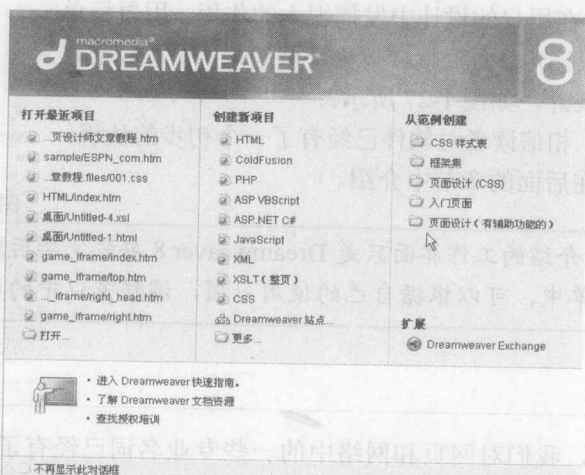 macromedia®
DREAMWEAVER
8
打开最近项目
...页设计师文章教程.htm
sample/ESPN_com.htm
...章教程.files/001.css
HTML/index.htm
桌面/Untitled-4.xsl
桌面/Untitled-1.html
game_iframe/index.htm
game_iframe/top.htm
..._iframe/right_head.htm
game_iframe/right.htm
打开...
创建新项目
HTML
ColdFusion
PHP
ASP VBScript
ASP.NET C#
JavaScript
XML
XSLT（整页）
CSS
Dreamweaver 站点...
更多...
从范例创建
CSS 样式表
框架集
页面设计 (CSS)
入门页面
页面设计（有辅助功能的）
扩展
Dreamweaver Exchange
• 进入 Dreamweaver 快速指南。
• 了解 Dreamweaver 文档资源
• 查找授权培训
不再显示此对话框